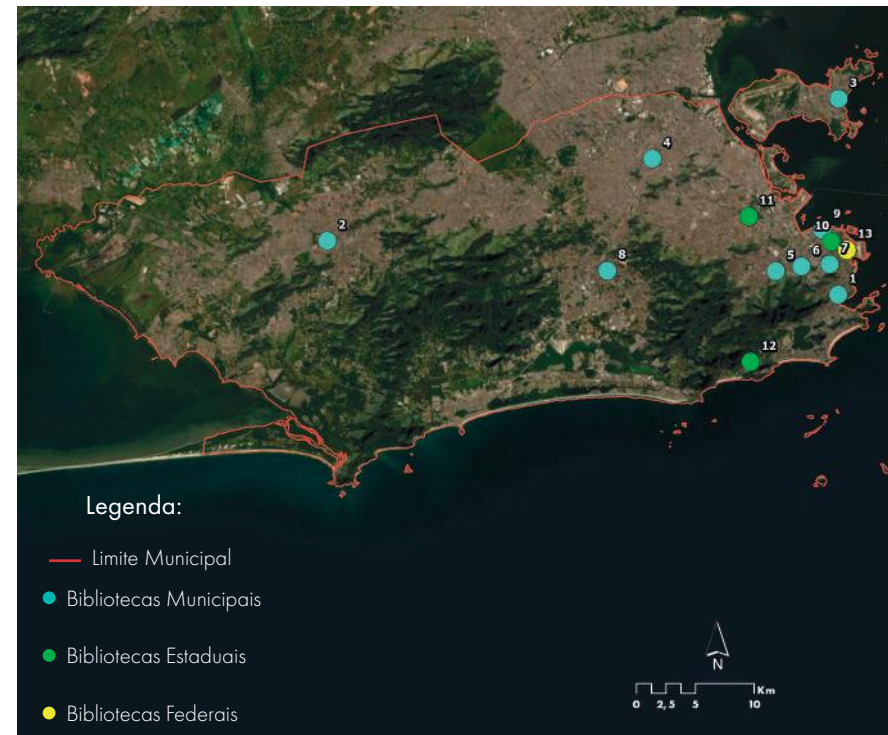 3
4
11
9
10
13
2
5
6
7
8
1
12
Legenda:
Limite Municipal
Bibliotecas Municipais
Bibliotecas Estaduais
Bibliotecas Federais
N
Km
0 2,5 5 10